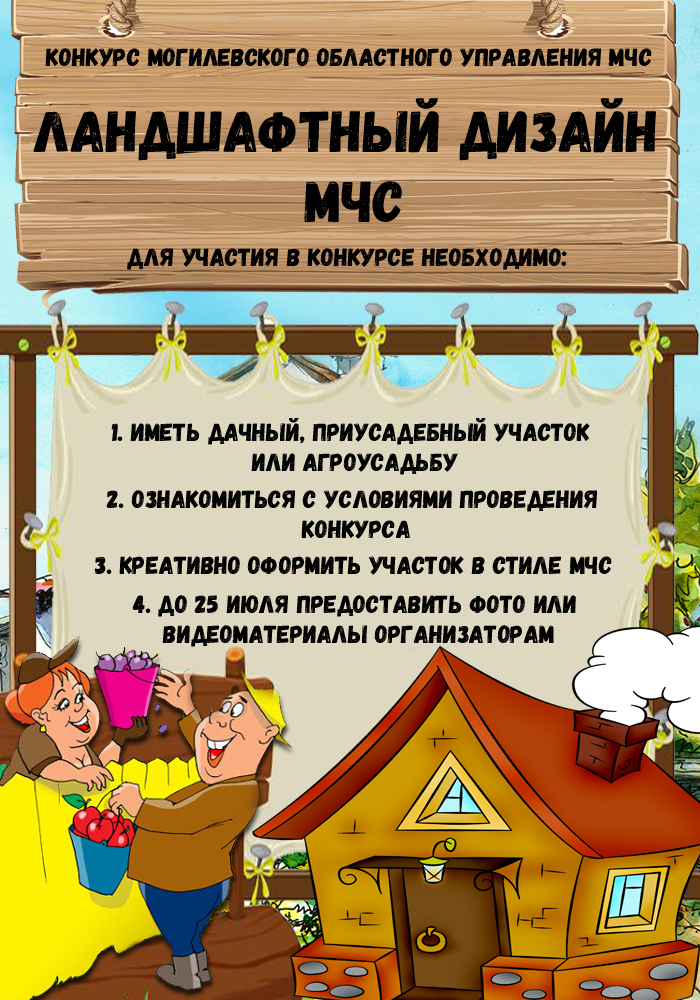 КОНКУРС МОГИЛЕВСКОГО ОБЛАСТНОГО УПРАВЛЕНИЯ МЧС
ЛАНДШАФТНЫЙ ДИЗАЙН
МЧС
ДЛЯ УЧАСТИЯ В КОНКУРСЕ НЕОБХОДИМО:
1. ИМЕТЬ ДАЧНЫЙ, ПРИУСАДЕБНЫЙ УЧАСТОК
ИЛИ АГРОУСАДЬБУ
2. ОЗНАКОМИТЬСЯ С УСЛОВИЯМИ ПРОВЕДЕНИЯ
КОНКУРСА
3. КРЕАТИВНО ОФОРМИТЬ УЧАСТОК В СТИЛЕ МЧС
4. ДО 25 ИЮЛЯ ПРЕДОСТАВИТЬ ФОТО ИЛИ
ВИДЕОМАТЕРИАЛЫ ОРГАНИЗАТОРАМ